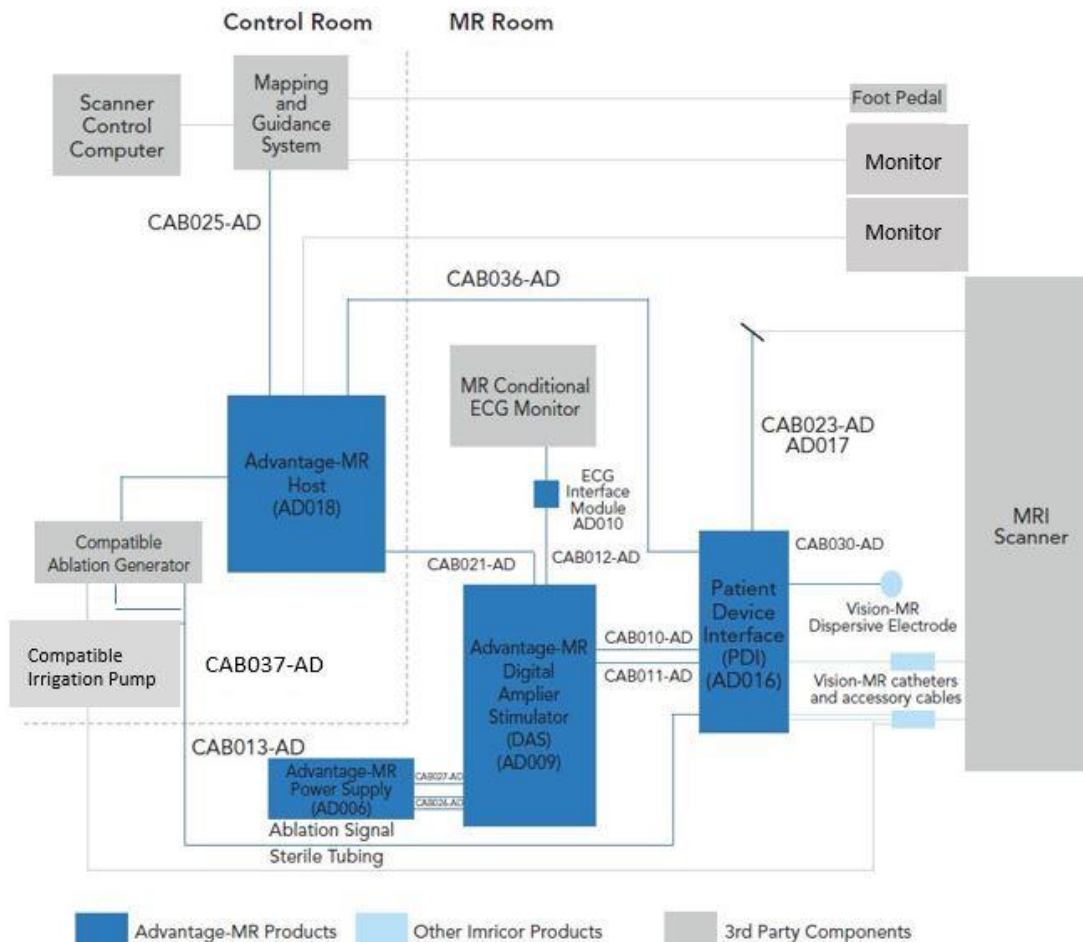 Control Room
MR Room
Scanner
Control
Computer
Mapping
and
Guidance
System
Foot Pedal
Monitor
Monitor
CAB025-AD
CAB036-AD
MR Conditional
ECG Monitor
CAB023-AD
AD017
MRI
Scanner
Advantage-MR
Host
(AD018)
ECG
Interface
Module
AD010
Compatible
Ablation Generator
CAB021-AD
CAB012-AD
CAB030-AD
Patient
Device
Interface
(PDI)
(AD016)
Vision-MR
Dispersive Electrode
Compatible
Irrigation Pump
CAB037-AD
Advantage-MR
Digital
Amplier
Stimulator
(DAS)
(AD009)
CAB010-AD
CAB011-AD
Vision-MR catheters
and accessory cables
CAB013-AD
Advantage-MR
Power Supply
(AD006)
CAB027-AD
CAB026-AD
Ablation Signal
Sterile Tubing
Advantage-MR Products
Other Imricor Products
3rd Party Components